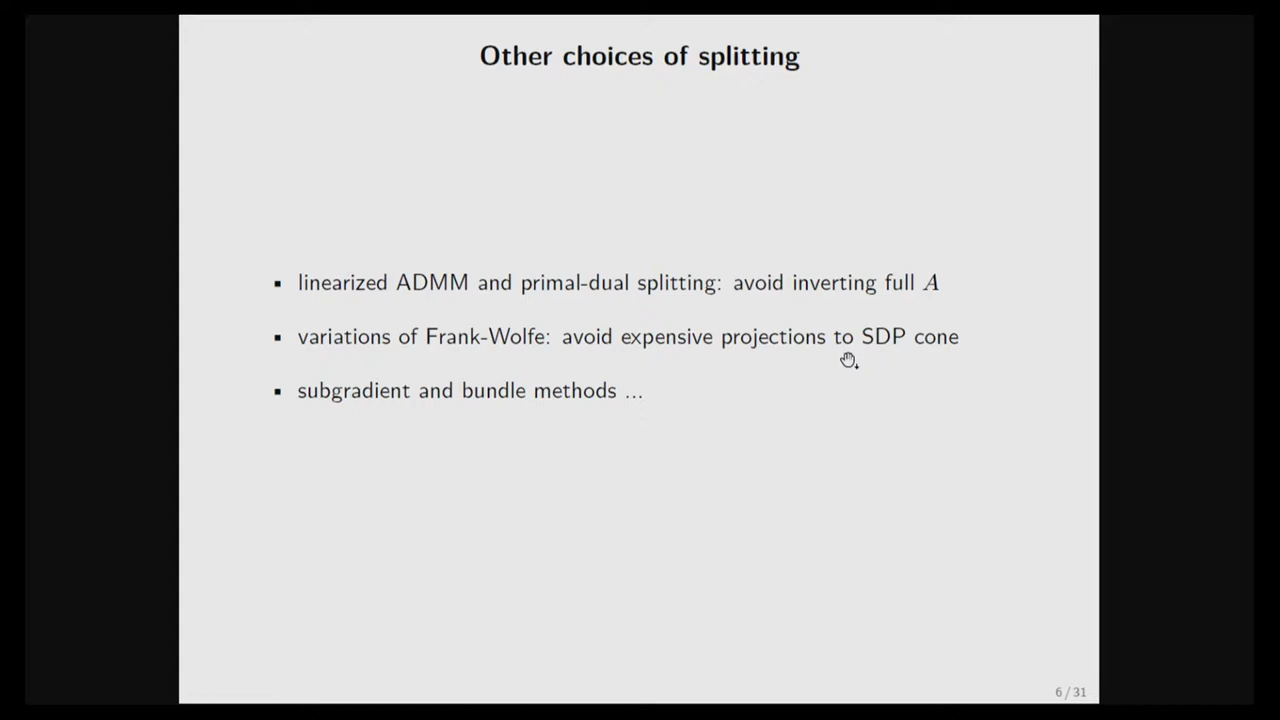 Other choices of splitting
▪ linearized ADMM and primal-dual splitting: avoid inverting full A
▪ variations of Frank-Wolfe: avoid expensive projections to SDP cone
▪ subgradient and bundle methods ...
6 / 31